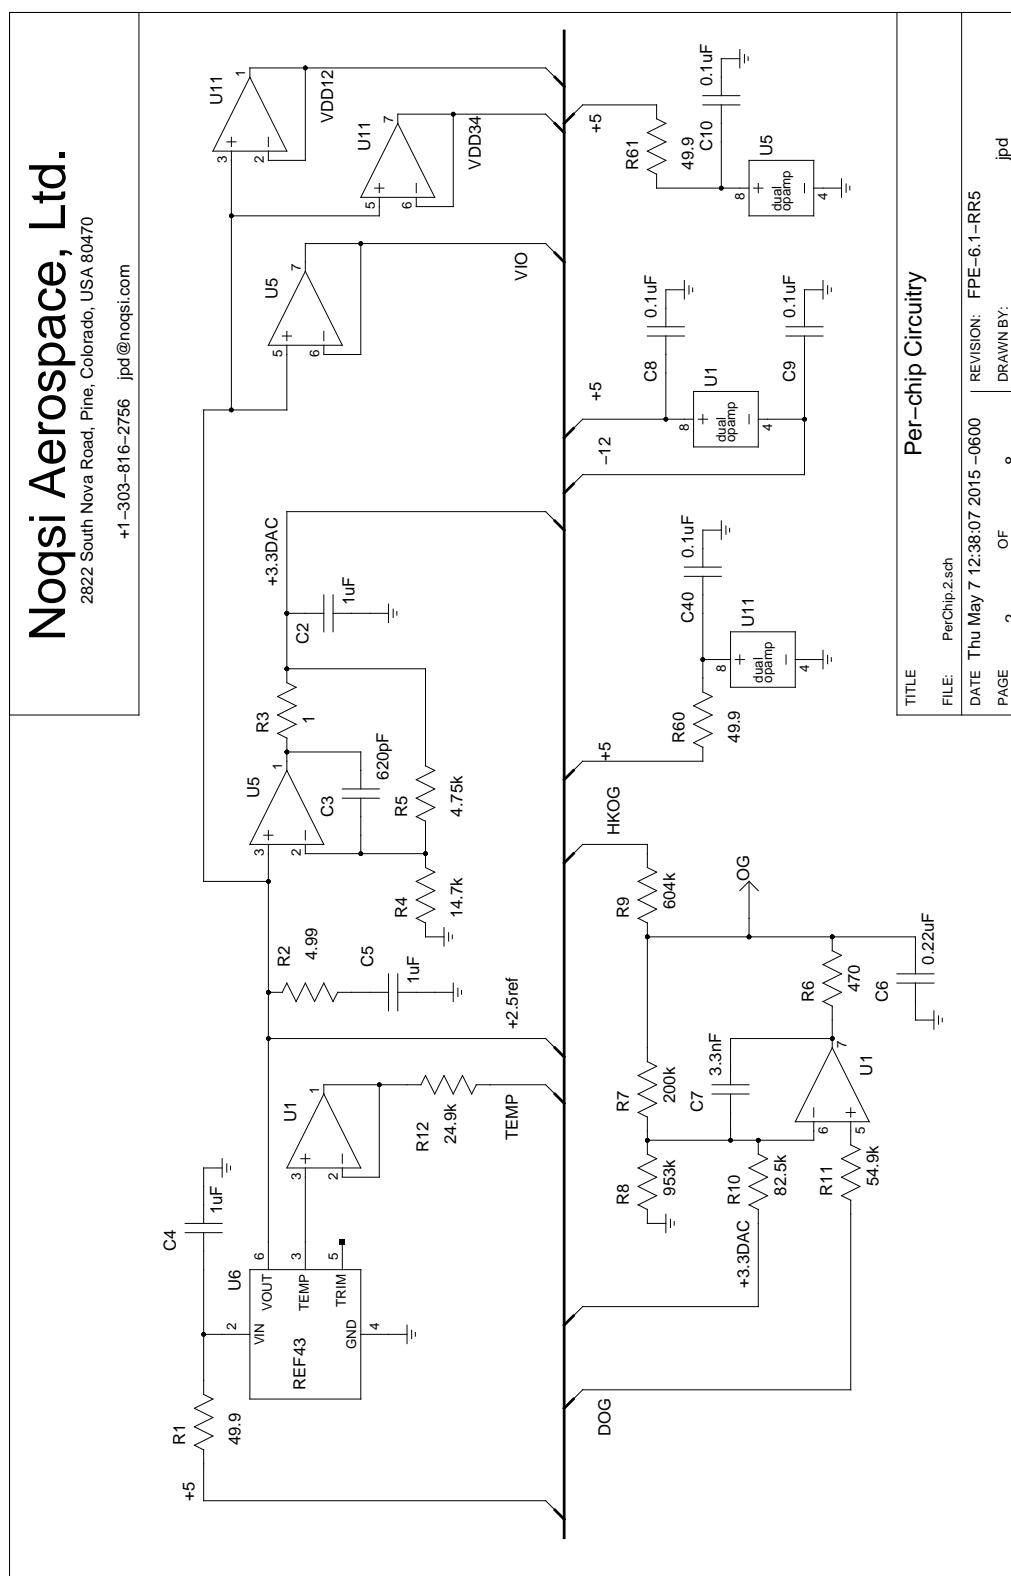 Noqsi Aerospace, Ltd.
2822 South Nova Road, Pine, Colorado, USA 80470
+1−303−816−2756 jpd@noqsi.com
+5
R1
49.9
C4
1uF
U6
2
VIN
VOUT
6
TEMP
3
TRIM
5
REF43
GND
4
3
2
U1
+
−
1
R12
24.9k
TEMP
+2.5ref
R2
4.99
C5
1uF
3
2
+
−
U5
1
C3
620pF
R3
1
R4
14.7k
R5
4.75k
C2
1uF
+3.3DAC
5
6
+
−
U5
7
VIO
3
2
+
−
U11
1
VDD12
5
6
+
−
U11
7
VDD34
DOG
+3.3DAC
R8
953k
R10
82.5k
R11
54.9k
R7
200k
C7
3.3nF
6
5
−
+
U1
7
R6
470
C6
0.22uF
OG
R9
604k
HKOG
+5
R60
49.9
C40
0.1uF
U11
8
+
dual
opamp
−
4
−12
+5
C8
0.1uF
U1
8
+
dual
opamp
−
4
C9
0.1uF
+5
R61
49.9
C10
0.1uF
U5
8
+
dual
opamp
−
4
TITLE
Per−chip Circuitry
FILE: PerChip.2.sch
REVISION: FPE−6.1−RR5
DATE Thu May 7 12:38:07 2015 −0600
DRAWN BY: jpd
PAGE OF